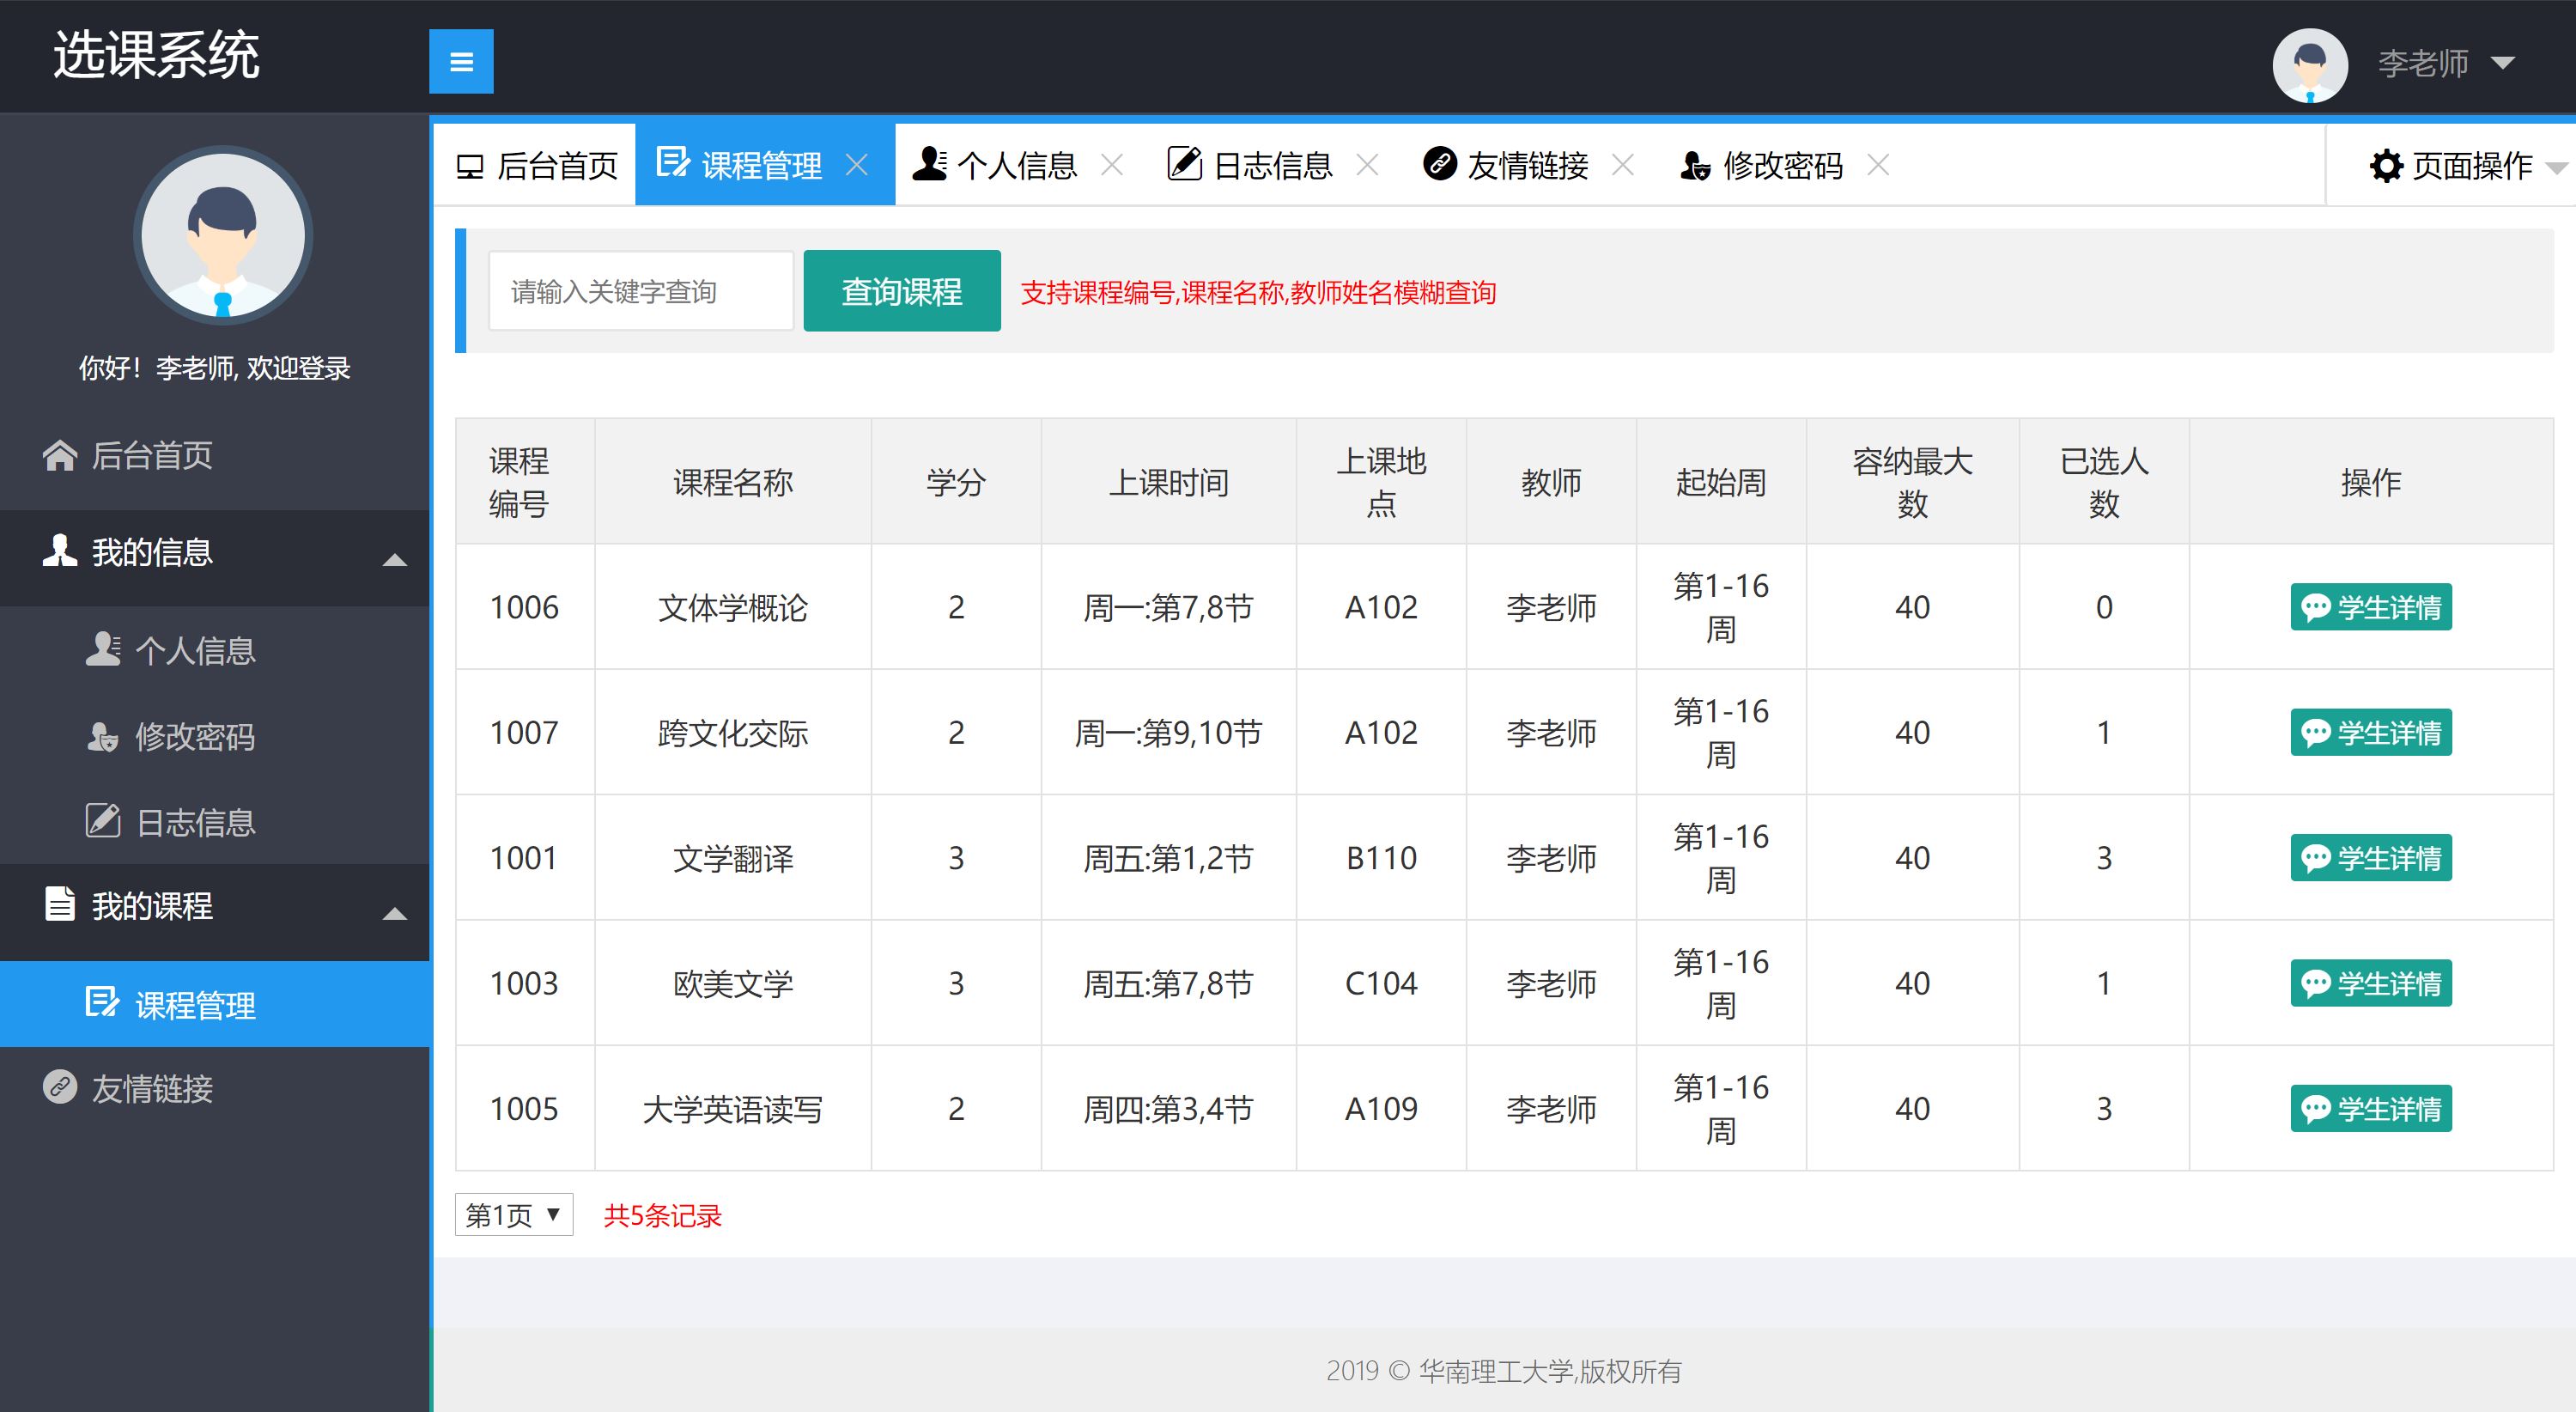 选课系统
李老师
后台首页 课程管理 个人信息 日志信息 友情链接 修改密码 页面操作
你好！李老师, 欢迎登录
后台首页
我的信息
个人信息
修改密码
日志信息
我的课程
课程管理
友情链接
请输入关键字查询 查询课程 支持课程编号,课程名称,教师姓名模糊查询
课程编号 课程名称 学分 上课时间 上课地点 教师 起始周 容纳最大数 已选人数 操作
1006 文体学概论 2 周一:第7,8节 A102 李老师 第1-16周 40 0 学生详情
1007 跨文化交际 2 周一:第9,10节 A102 李老师 第1-16周 40 1 学生详情
1001 文学翻译 3 周五:第1,2节 B110 李老师 第1-16周 40 3 学生详情
1003 欧美文学 3 周五:第7,8节 C104 李老师 第1-16周 40 1 学生详情
1005 大学英语读写 2 周四:第3,4节 A109 李老师 第1-16周 40 3 学生详情
第1页 共5条记录
2019 © 华南理工大学,版权所有